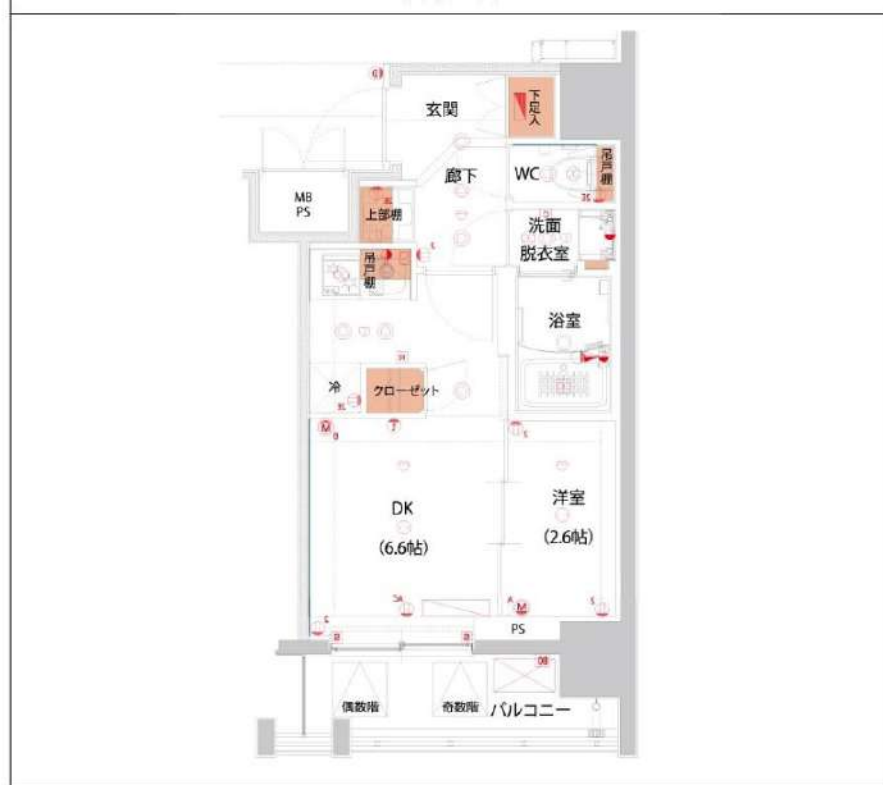 玄関
下足入
廊下
WC
吊戸棚
MB
PS
上部棚
洗面
脱衣室
吊戸棚
浴室
冷
クローゼット
DK
(6.6帖)
洋室
(2.6帖)
PS
偶数階
奇数階
バルコニー